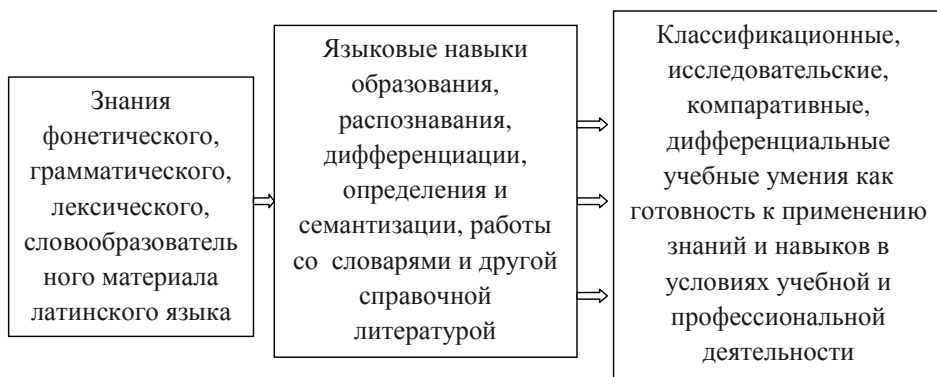 Знания
фонетического,
грамматического,
лексического,
словообразователь
ного материала
латинского языка
Языковые навыки
образования,
распознавания,
дифференциации,
определения и
семантизации, работы
со словарями и другой
справочной
литературой
Классификационные,
исследовательские,
компаративные,
дифференциальные
учебные умения как
готовность к применению
знаний и навыков в
условиях учебной и
профессиональной
деятельности